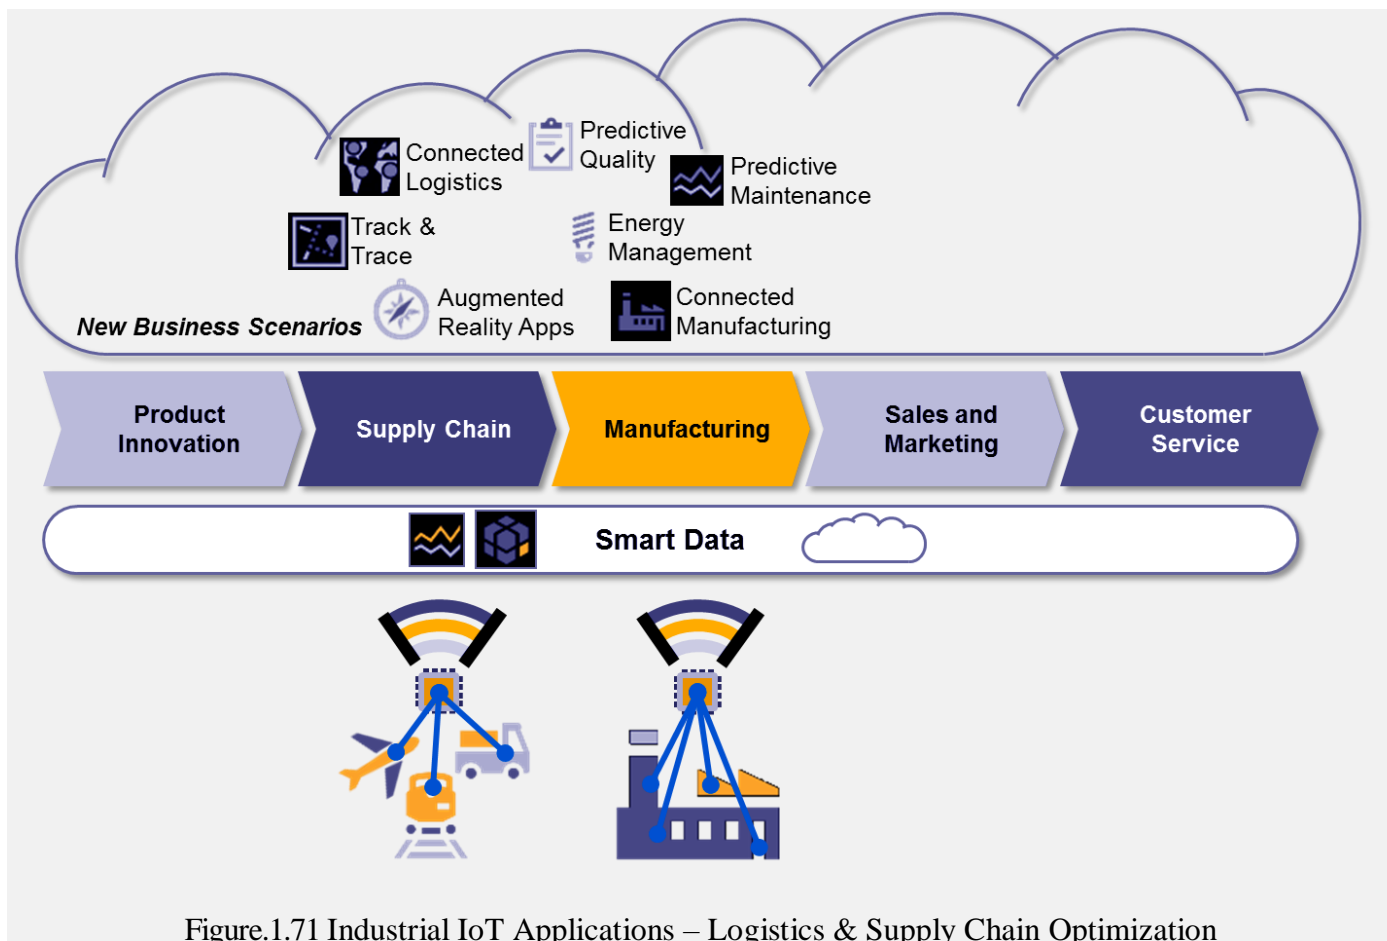 Predictive
Quality
Connected
Logistics
Predictive
Maintenance
Track &
Trace
Energy
Management
Augmented
Reality Apps
Connected
Manufacturing
New Business Scenarios
Product
Innovation
Supply Chain
Manufacturing
Sales and
Marketing
Customer
Service
Smart Data
Figure.1.71 Industrial IoT Applications – Logistics & Supply Chain Optimization